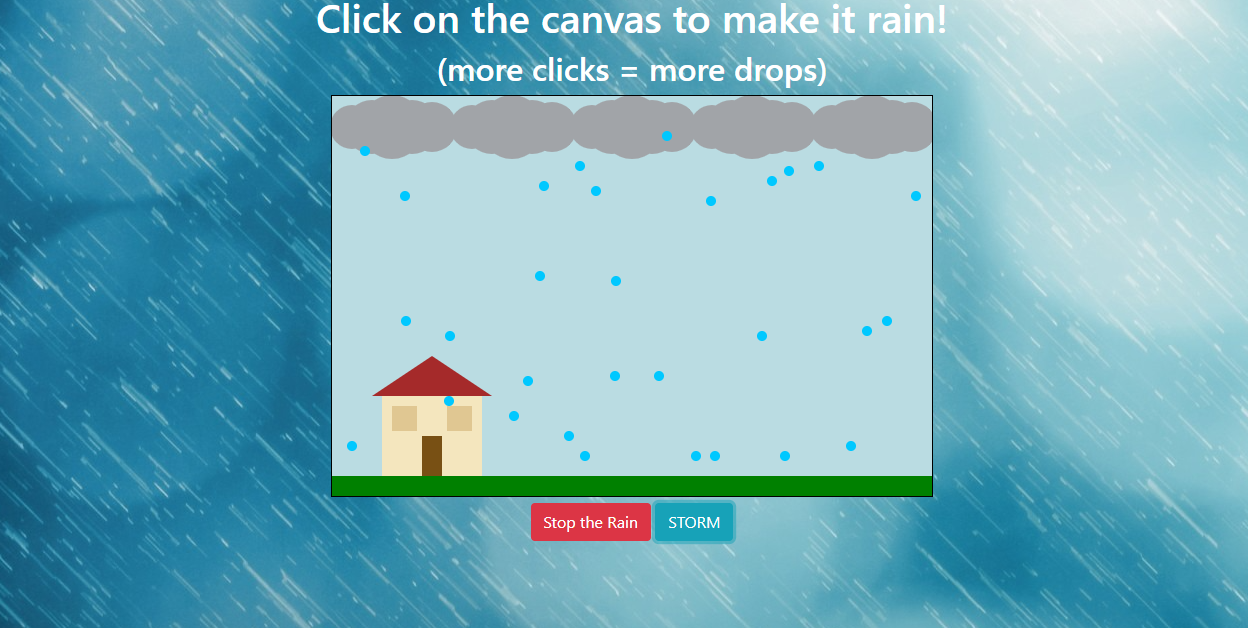 Click on the canvas to make it rain!
(more clicks = more drops)
Stop the Rain STORM